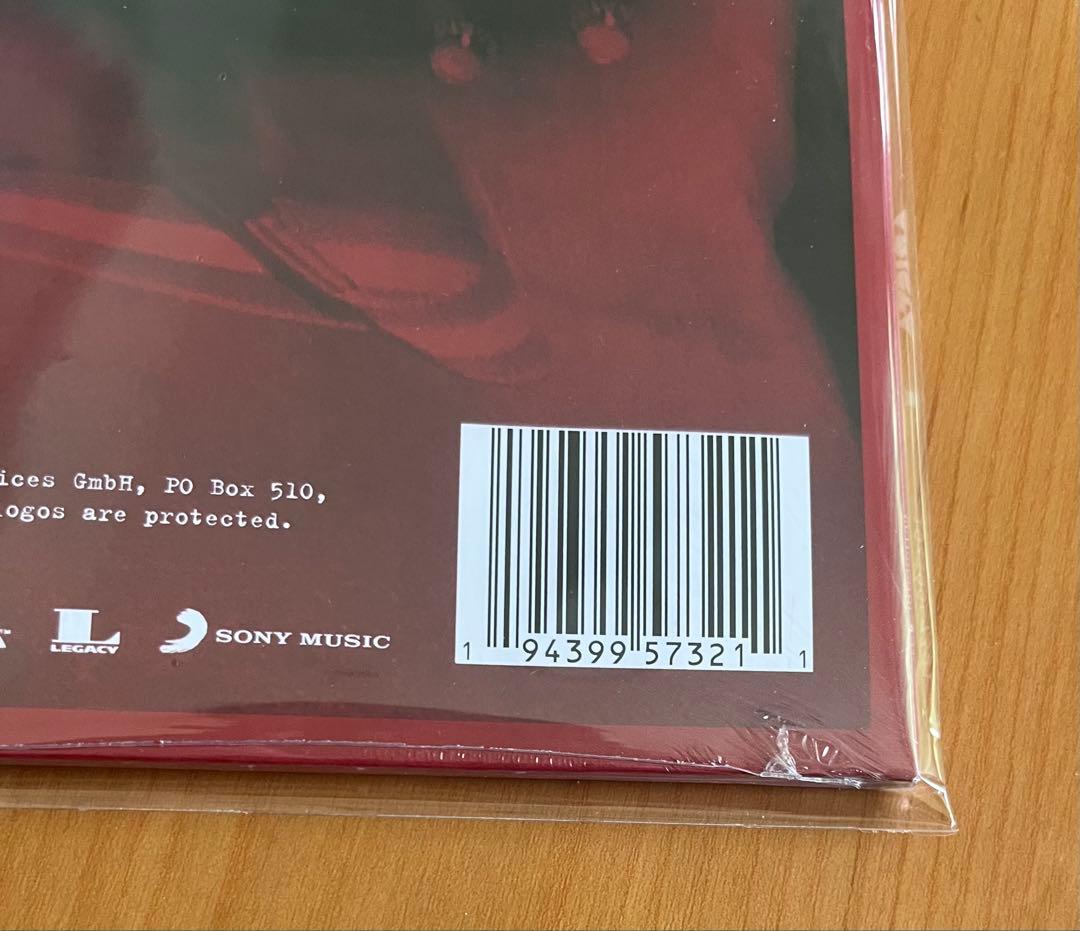 ices GmbH, PO Box 510,
logos are protected.
L
LEGACY
SONY MUSIC
1 94399 57321 1